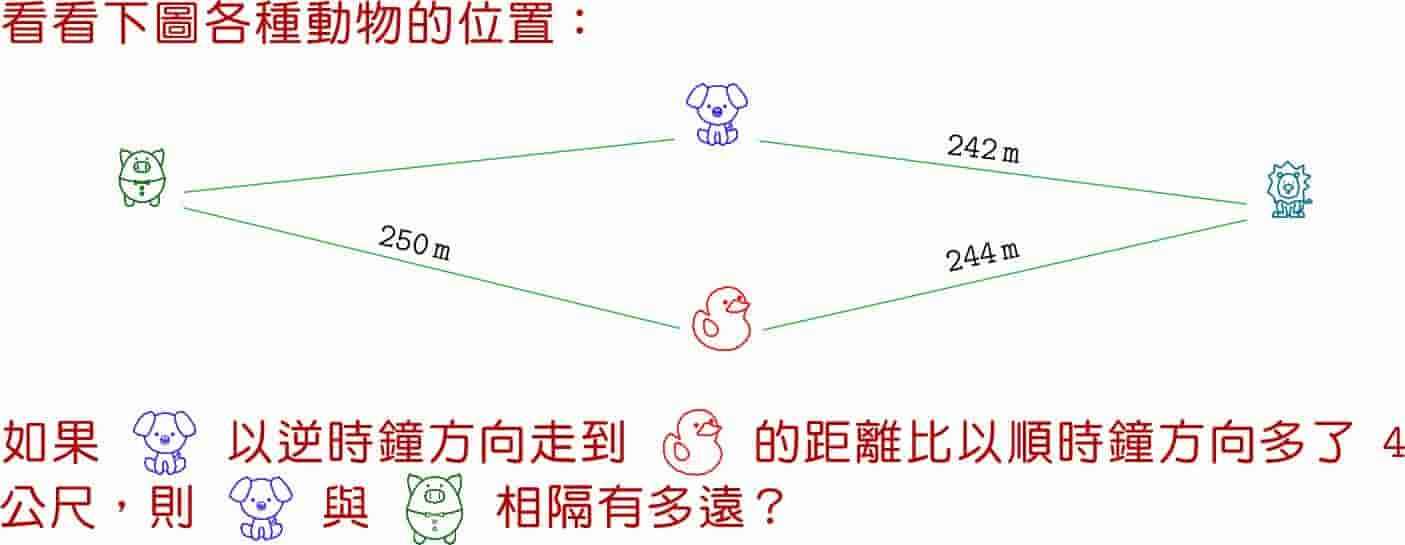 看看下圖各種動物的位置：
242 m
250 m
244 m
如果 以逆時鐘方向走到 的距離比以順時鐘方向多了 4
公尺，則 與 相隔有多遠？